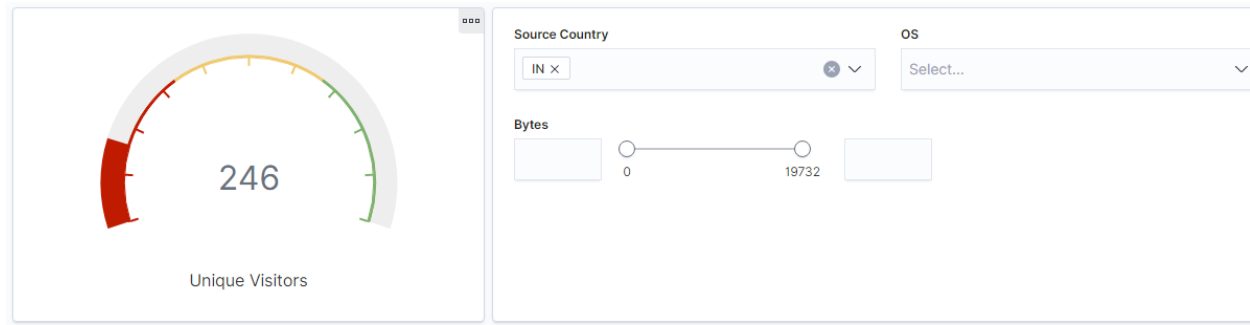 246
Unique Visitors
Source Country
IN ×
OS
Select...
Bytes
0
19732